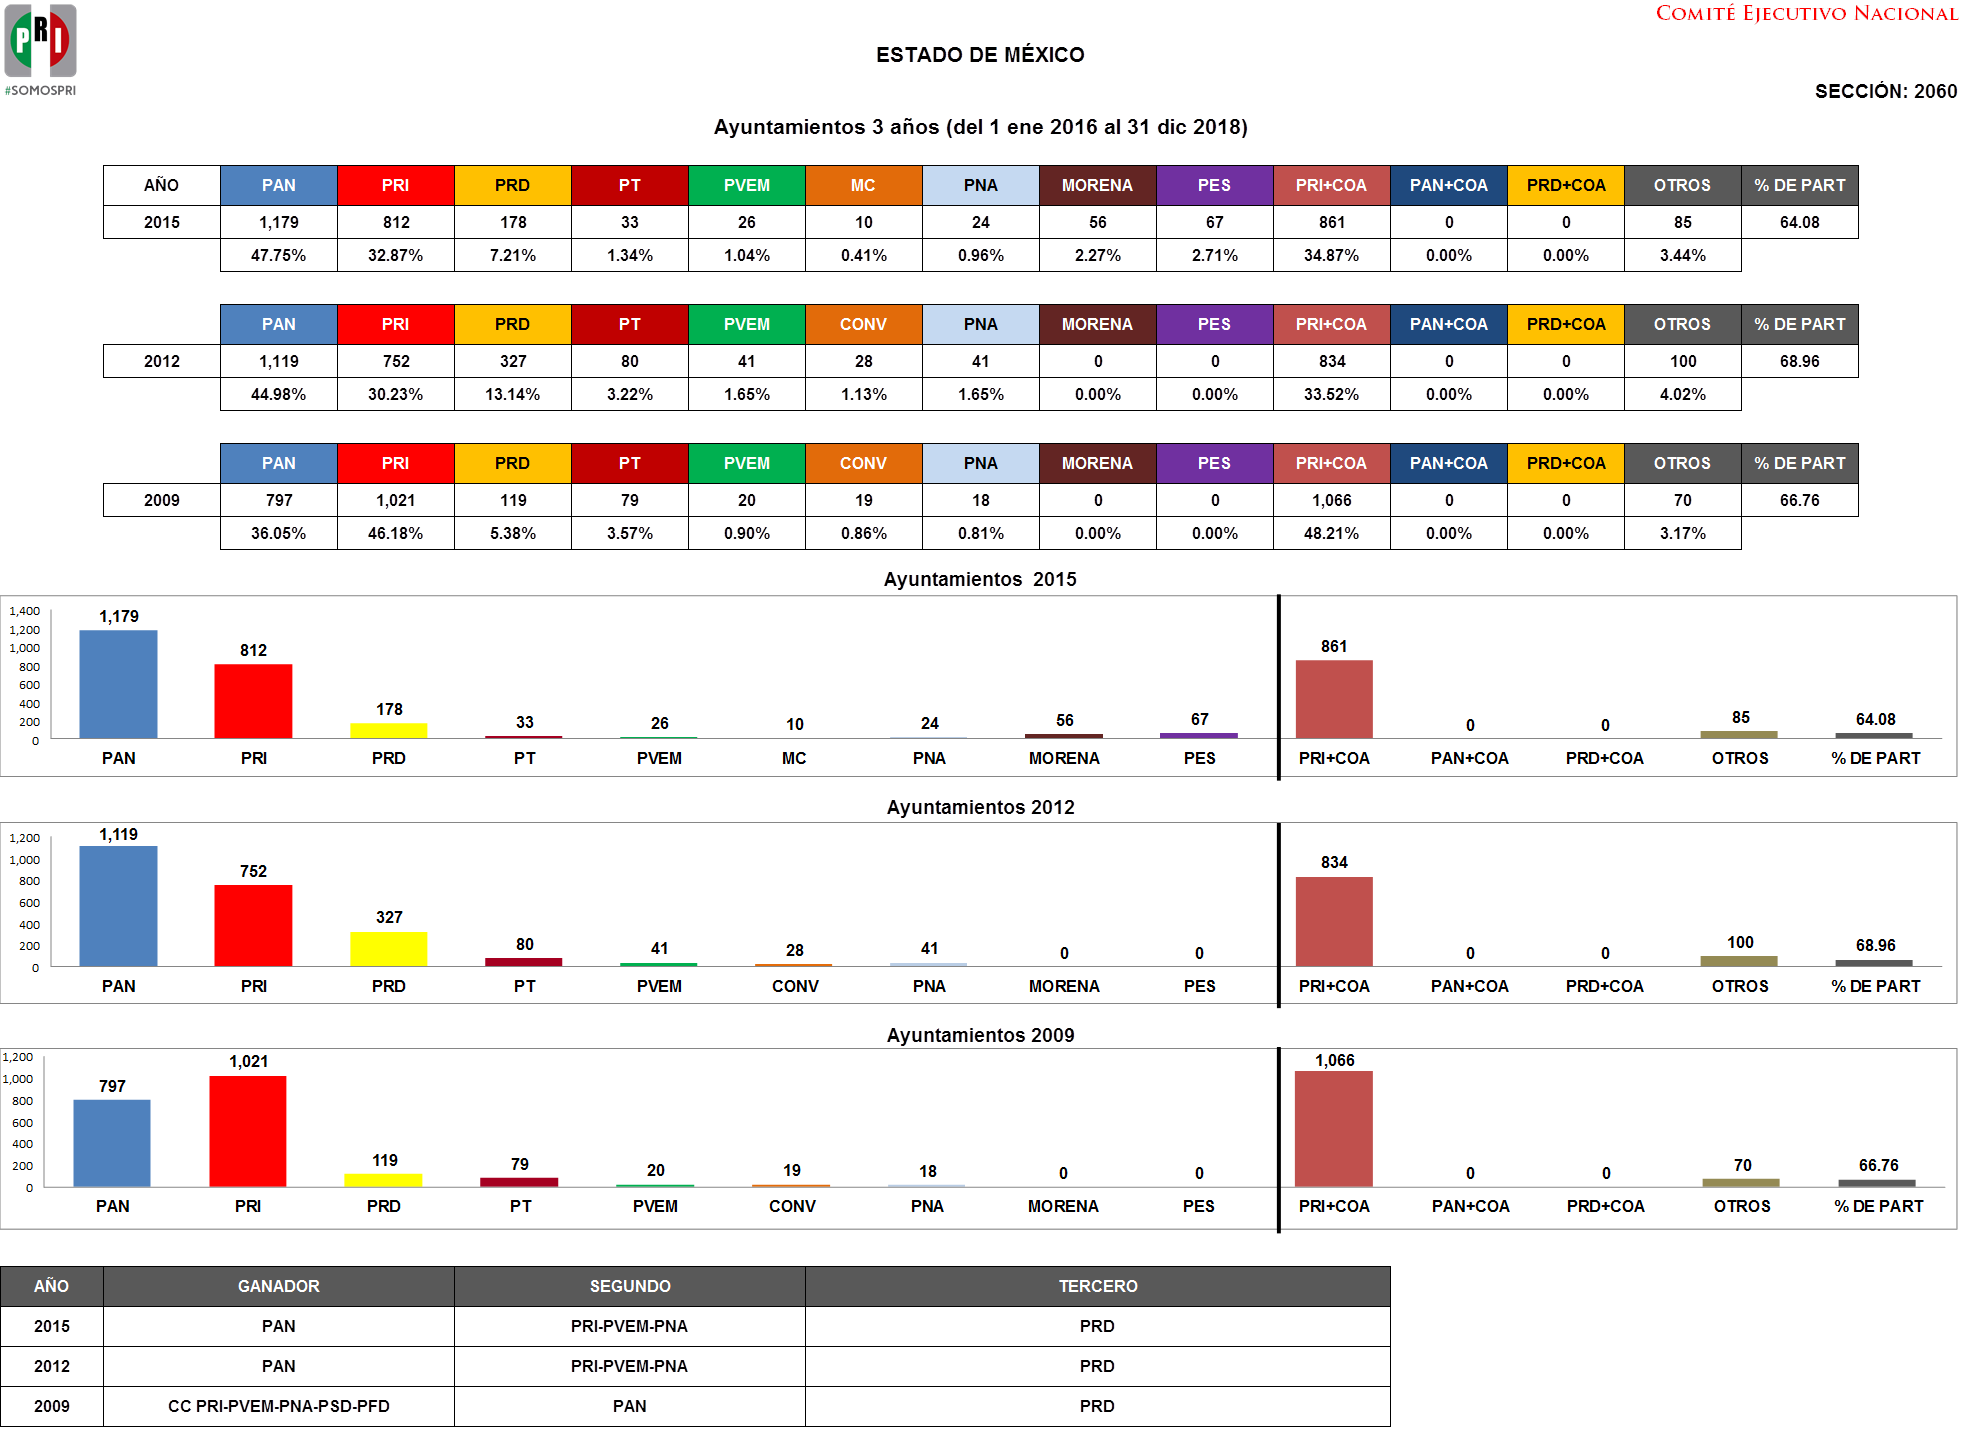 PRI
#SOMOSPRI
COMITÉ EJECUTIVO NACIONAL
ESTADO DE MÉXICO
SECCIÓN: 2060
Ayuntamientos 3 años (del 1 ene 2016 al 31 dic 2018)
AÑO PAN PRI PRD PT PVEM MC PNA MORENA PES PRI+COA PAN+COA PRD+COA OTROS % DE PART
2015 1,179 812 178 33 26 10 24 56 67 861 0 0 85 64.08
47.75% 32.87% 7.21% 1.34% 1.04% 0.41% 0.96% 2.27% 2.71% 34.87% 0.00% 0.00% 3.44%
PAN PRI PRD PT PVEM CONV PNA MORENA PES PRI+COA PAN+COA PRD+COA OTROS % DE PART
2012 1,119 752 327 80 41 28 41 0 0 834 0 0 100 68.96
44.98% 30.23% 13.14% 3.22% 1.65% 1.13% 1.65% 0.00% 0.00% 33.52% 0.00% 0.00% 4.02%
PAN PRI PRD PT PVEM CONV PNA MORENA PES PRI+COA PAN+COA PRD+COA OTROS % DE PART
2009 797 1,021 119 79 20 19 18 0 0 1,066 0 0 70 66.76
36.05% 46.18% 5.38% 3.57% 0.90% 0.86% 0.81% 0.00% 0.00% 48.21% 0.00% 0.00% 3.17%
Ayuntamientos 2015
1,400
1,200
1,000
800
600
400
200
0
1,179 812 178 33 26 10 24 56 67 861 0 0 85 64.08
PAN PRI PRD PT PVEM MC PNA MORENA PES PRI+COA PAN+COA PRD+COA OTROS % DE PART
Ayuntamientos 2012
1,200
1,000
800
600
400
200
0
1,119 752 327 80 41 28 41 0 0 834 0 0 100 68.96
PAN PRI PRD PT PVEM CONV PNA MORENA PES PRI+COA PAN+COA PRD+COA OTROS % DE PART
Ayuntamientos 2009
1,200
1,000
800
600
400
200
0
797 1,021 119 79 20 19 18 0 0 1,066 0 0 70 66.76
PAN PRI PRD PT PVEM CONV PNA MORENA PES PRI+COA PAN+COA PRD+COA OTROS % DE PART
AÑO GANADOR SEGUNDO TERCERO
2015 PAN PRI-PVEM-PNA PRD
2012 PAN PRI-PVEM-PNA PRD
2009 CC PRI-PVEM-PNA-PSD-PFD PAN PRD